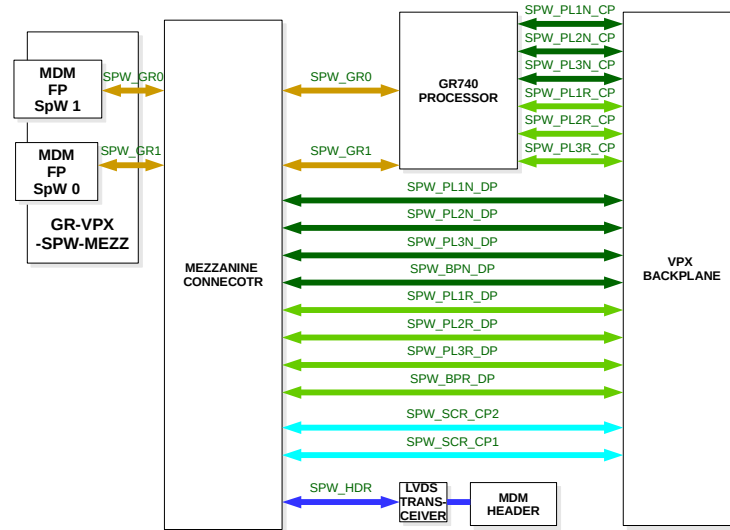 SPW_PL1N_CP
SPW_PL2N_CP
SPW_PL3N_CP
SPW_PL1R_CP
SPW_PL2R_CP
SPW_PL3R_CP
MDM
FP
SpW 1
SPW_GR0
SPW_GR0
GR740
PROCESSOR
MDM
FP
SpW 0
SPW_GR1
SPW_GR1
GR-VPX
-SPW-MEZZ
MEZZANINE
CONNECOTR
VPX
BACKPLANE
SPW_PL1N_DP
SPW_PL2N_DP
SPW_PL3N_DP
SPW_BPN_DP
SPW_PL1R_DP
SPW_PL2R_DP
SPW_PL3R_DP
SPW_BPR_DP
SPW_SCR_CP2
SPW_SCR_CP1
SPW_HDR
LVDS
TRANS-
CEIVER
MDM
HEADER